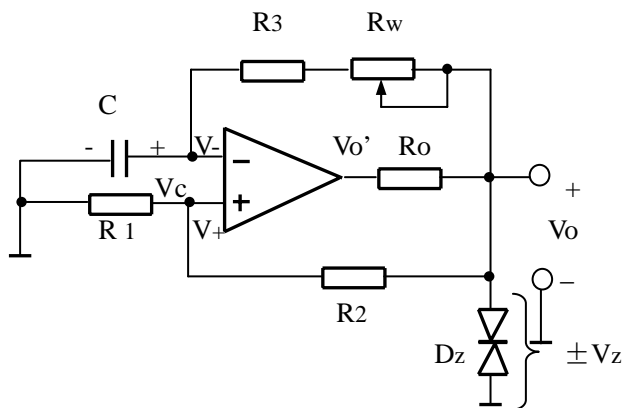 R3
Rw
C
- +
V-
Vo'
Ro
−
+
Vc
R 1
V+
+
Vo
−
R2
Dz
±Vz